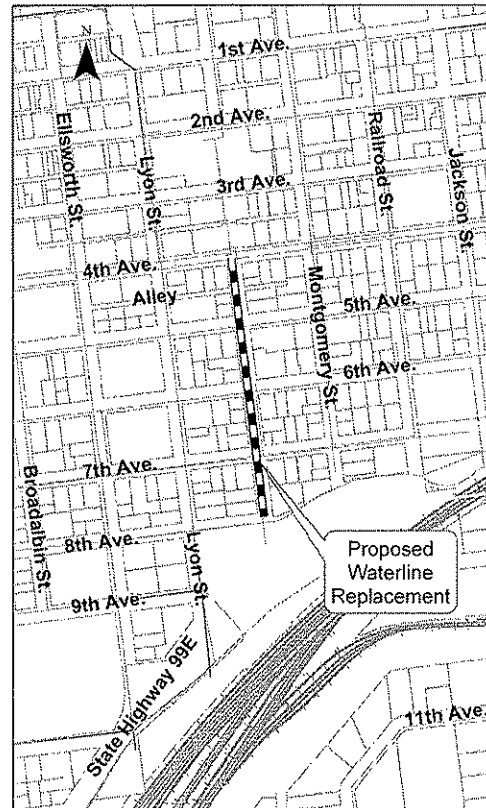 N
1st Ave.
2nd Ave.
3rd Ave.
4th Ave.
Alley
5th Ave.
6th Ave.
7th Ave.
8th Ave.
9th Ave.
11th Ave.
Ellsworth St.
Lyon St.
Railroad St.
Jackson St.
Montgomery St.
Broadalbin St.
Lyon St.
State Highway 99E
Proposed
Waterline
Replacement